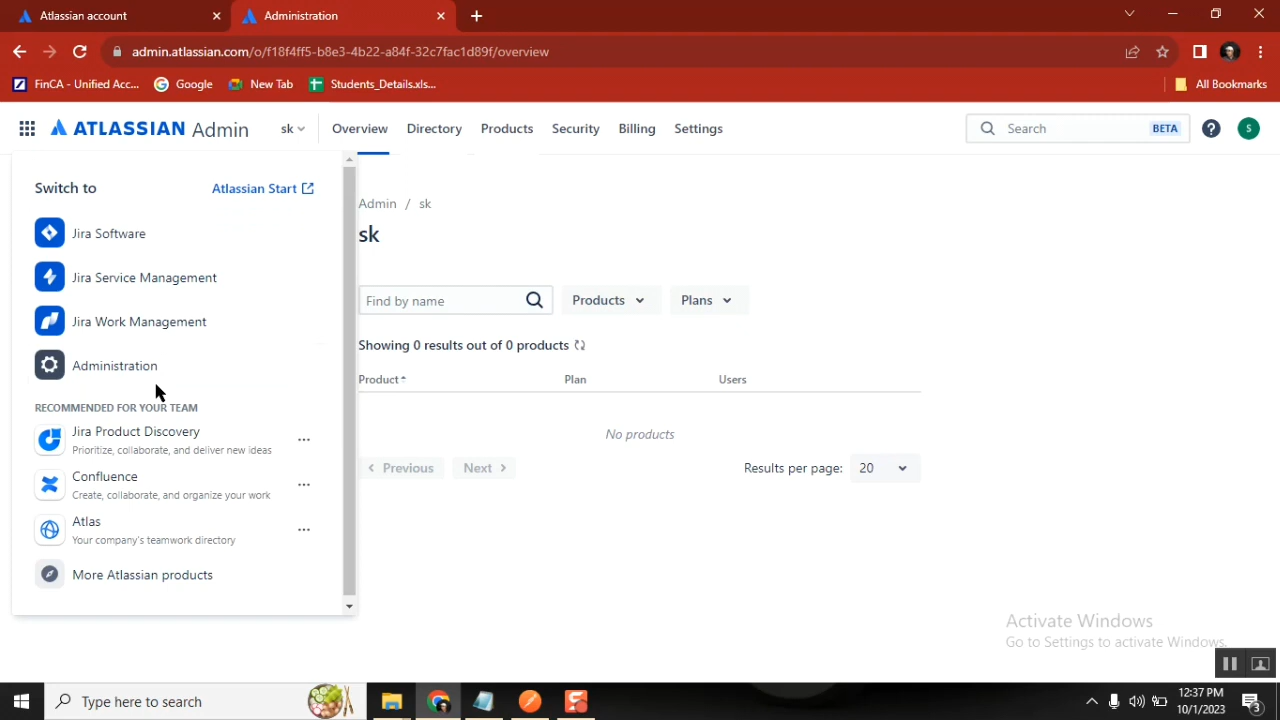 Atlassian account
Administration
admin.atlassian.com/o/f18f4ff5-b8e3-4b22-a84f-32c7fac1d89f/overview
FinCA - Unified Acc...
Google
New Tab
Students_Details.xls...
All Bookmarks
ATLASSIAN Admin
sk
Overview
Directory
Products
Security
Billing
Settings
Search
BETA
S
Switch to
Atlassian Start
Jira Software
Jira Service Management
Jira Work Management
Administration
RECOMMENDED FOR YOUR TEAM
Jira Product Discovery
Prioritize, collaborate, and deliver new ideas
Confluence
Create, collaborate, and organize your work
Atlas
Your company's teamwork directory
More Atlassian products
Admin / sk
sk
Find by name
Products
Plans
Showing 0 results out of 0 products
Product
Plan
Users
No products
Previous
Next
Results per page:
20
Activate Windows
Go to Settings to activate Windows.
Type here to search
12:37 PM
10/1/2023
3